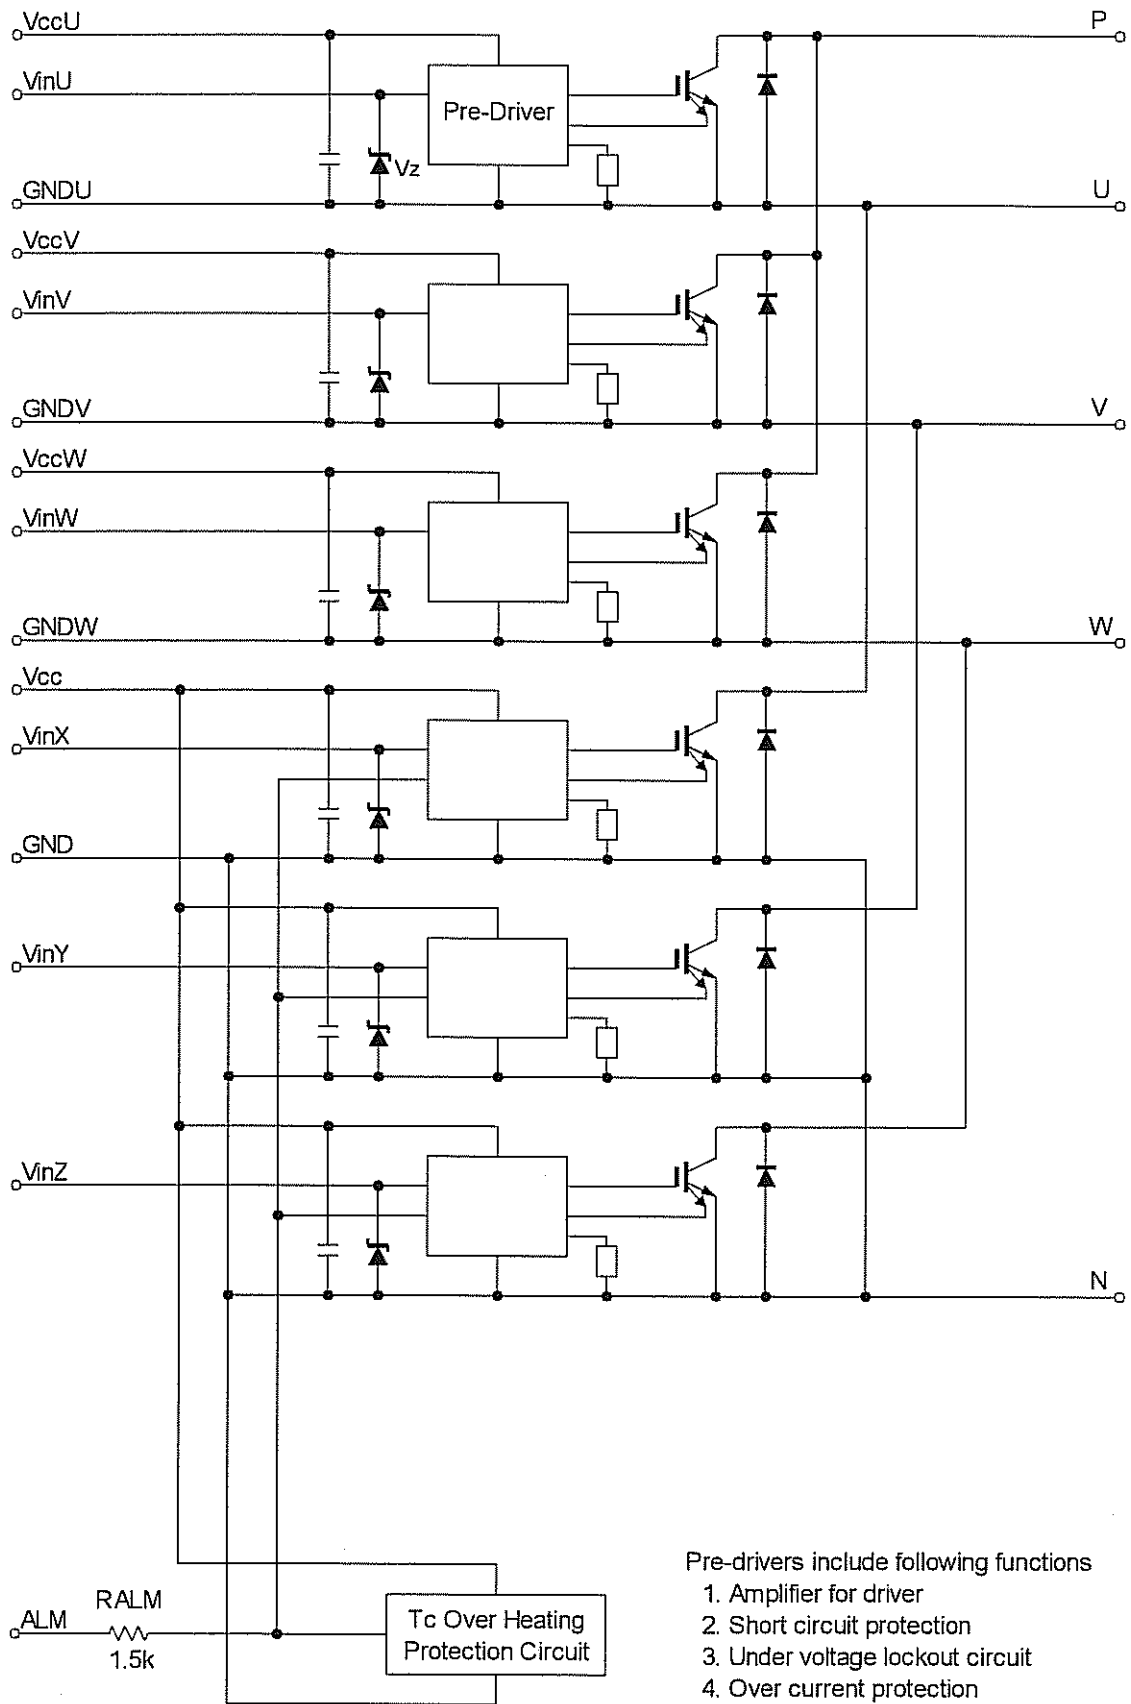 VccU
P
VinU
Pre-Driver
Vz
GNDU
U
VccV
VinV
GNDV
V
VccW
VinW
GNDW
W
Vcc
VinX
GND
VinY
VinZ
N
Pre-drivers include following functions
1. Amplifier for driver
2. Short circuit protection
3. Under voltage lockout circuit
4. Over current protection
ALM
RALM
1.5k
Tc Over Heating
Protection Circuit